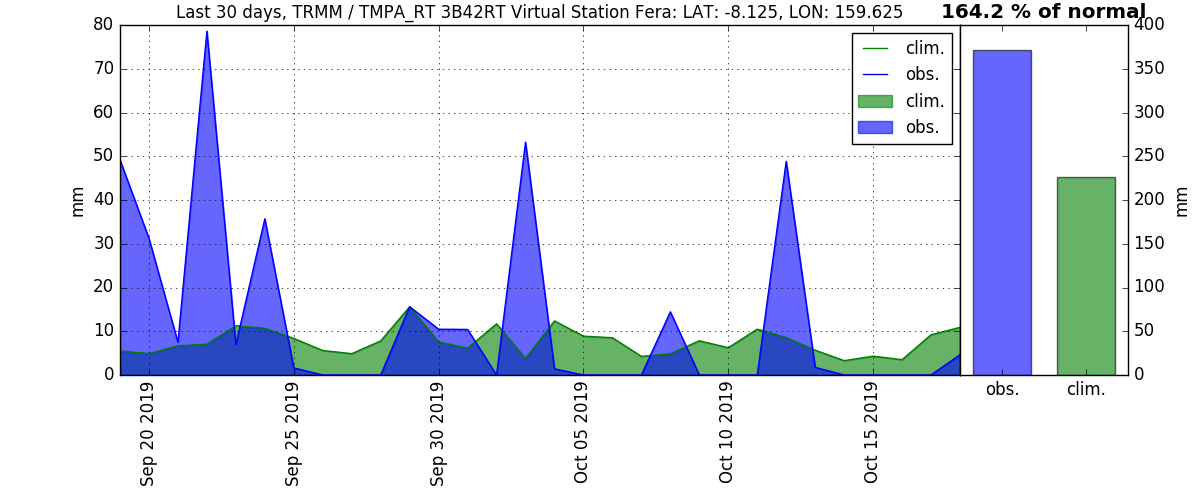 Last 30 days, TRMM / TMPA_RT 3B42RT Virtual Station Fera: LAT: -8.125, LON: 159.625
164.2 % of normal
80
70
60
50
40
30
20
10
0
mm
clim.
obs.
clim.
obs.
Sep 20 2019
Sep 25 2019
Sep 30 2019
Oct 05 2019
Oct 10 2019
Oct 15 2019
400
350
300
250
200
150
100
50
0
mm
obs.
clim.